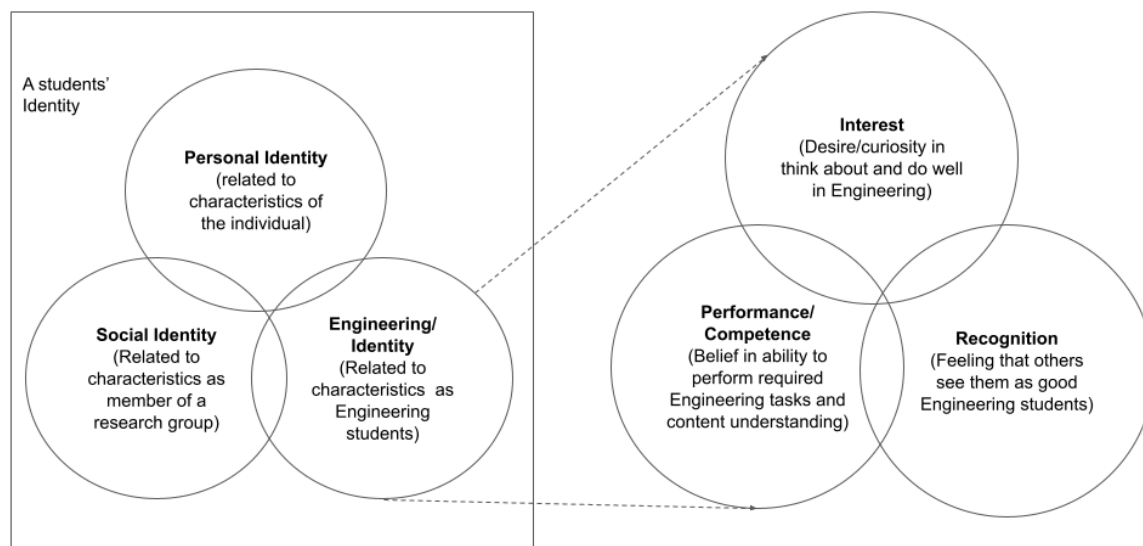 A students’
Identity
Personal Identity
(related to
characteristics of
the individual)
Social Identity
(Related to
characteristics as
member of a
research group)
Engineering/
Identity
(Related to
characteristics as
Engineering
students)
Interest
(Desire/curiosity in
think about and do well
in Engineering)
Performance/
Competence
(Belief in ability to
perform required
Engineering tasks and
content understanding)
Recognition
(Feeling that others
see them as good
Engineering students)